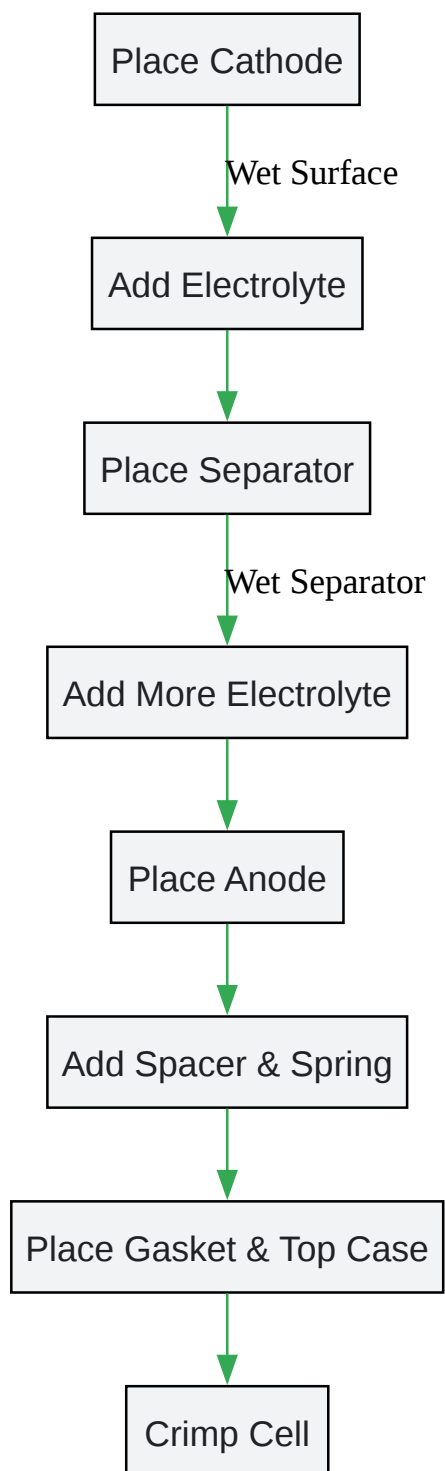 Place Cathode
Wet Surface
Add Electrolyte
Place Separator
Wet Separator
Add More Electrolyte
Place Anode
Add Spacer & Spring
Place Gasket & Top Case
Crimp Cell